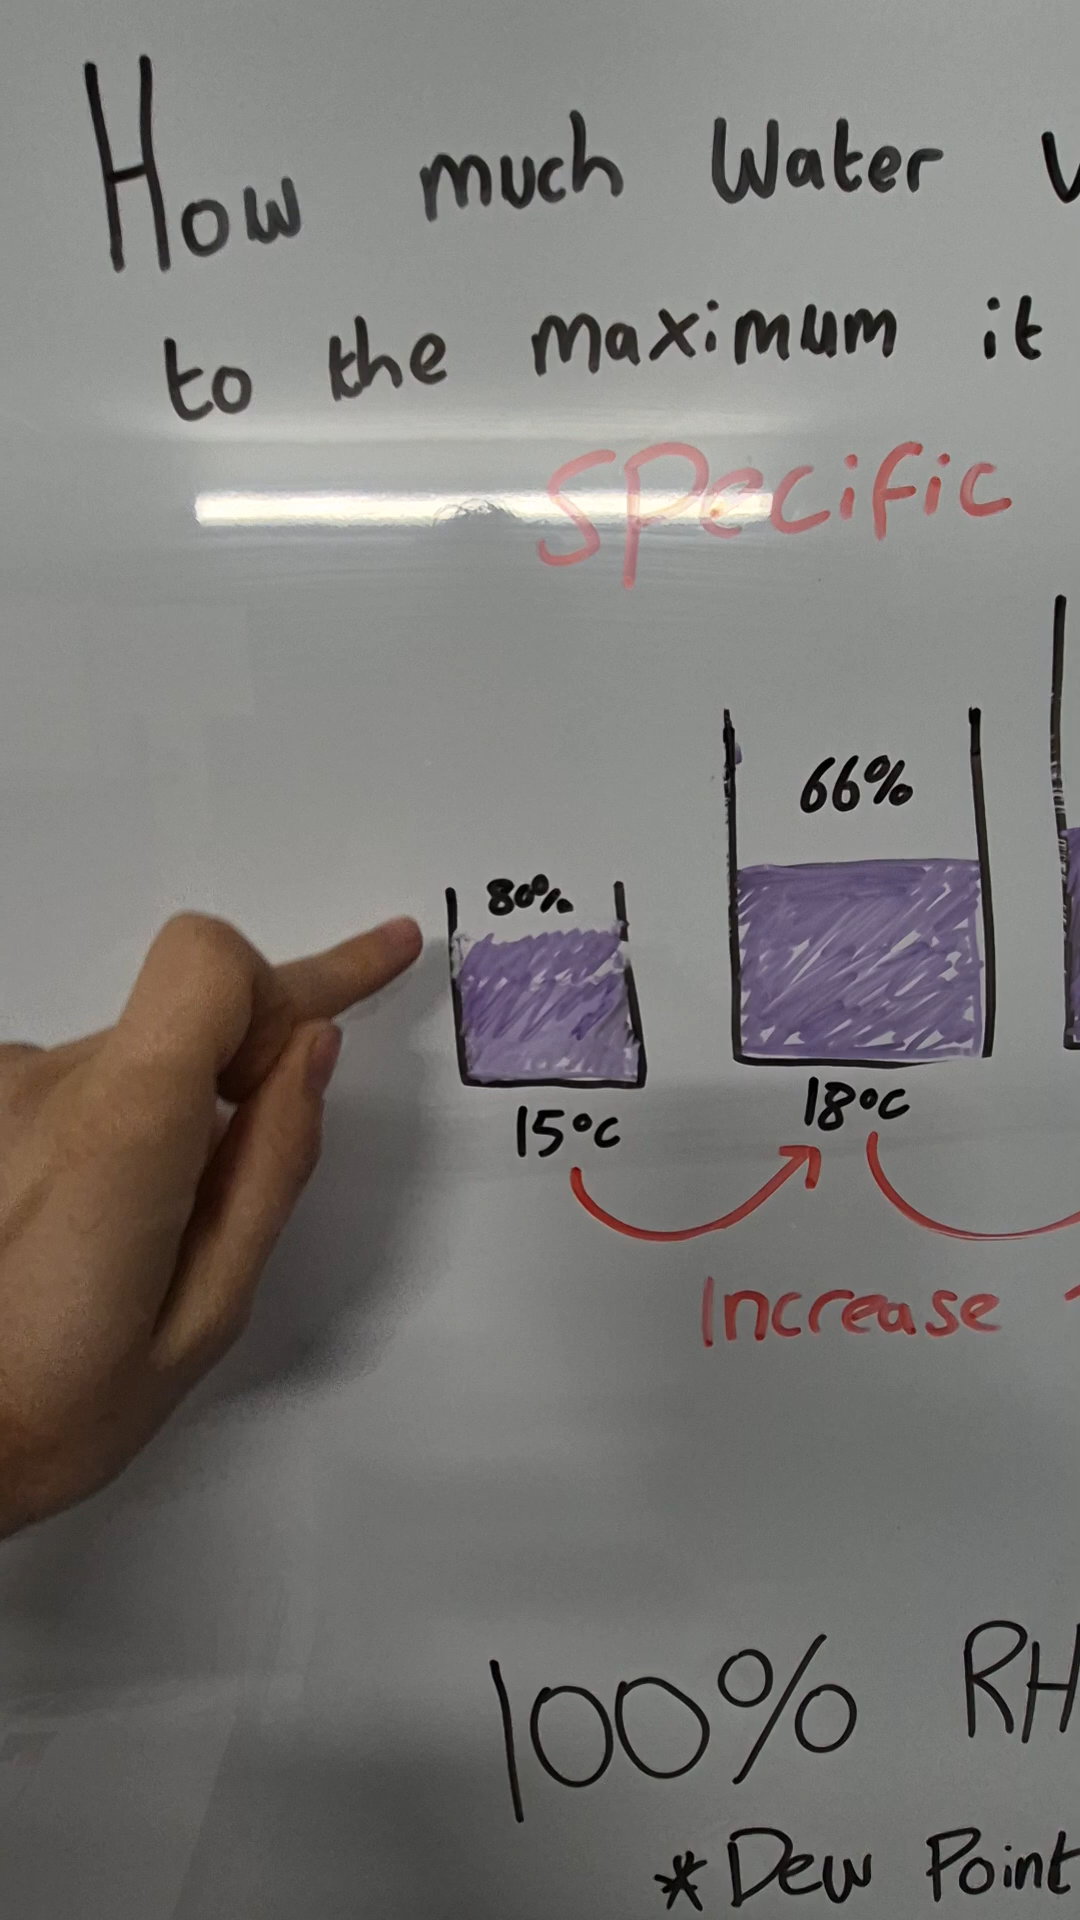 How much Water
to the maximum it
Specific
66%
80%
15°C
18°C
Increase
100% RH
*Dew Point